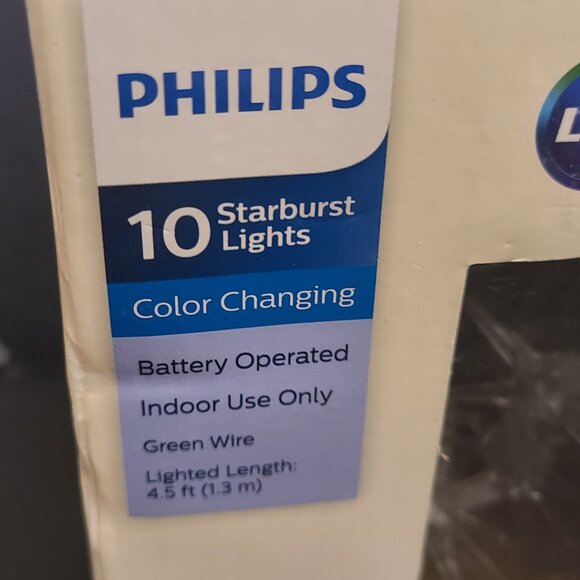 PHILIPS
10 Starburst
Lights
Color Changing
Battery Operated
Indoor Use Only
Green Wire
Lighted Length:
4.5 ft (1.3 m)
L